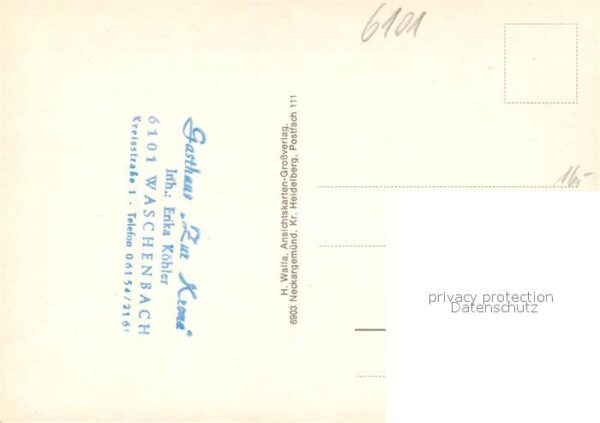 6101
Gasthaus „Zur Krone"
Inh.: Erika Köhler
6101 WASCHENBACH
Kreisstraße 1 · Telefon 06154/216
H. Walla, Ansichtskarten-Großverlag,
6903 Neckargemünd, Kr. Heidelberg, Postfach 111
16,-
privacy protection
Datenschutz